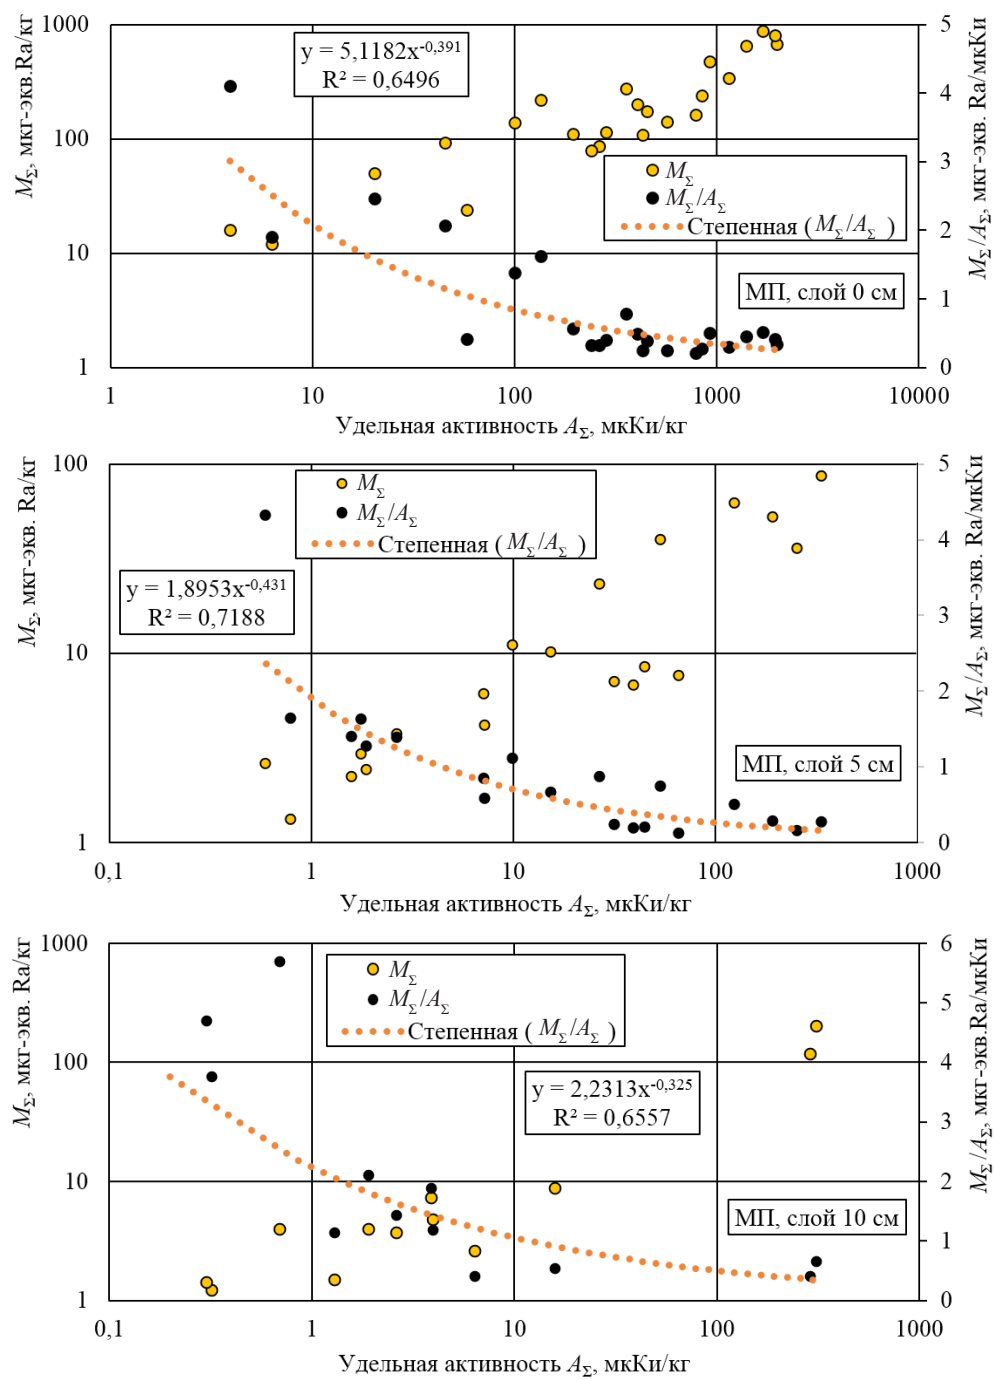 M_Σ, мкг-экв.Ra/кг
1000
100
10
1
y = 5,1182x^-0,391
R² = 0,6496
M_Σ
M_Σ/A_Σ
Степенная (M_Σ/A_Σ)
МП, слой 0 см
5
4
3
2
1
0
M_Σ/A_Σ, мкг-экв. Ra/мкКи
1 10 100 1000 10000
Удельная активность A_Σ, мкКи/кг
M_Σ, мкг-экв. Ra/кг
100
10
1
M_Σ
M_Σ/A_Σ
Степенная (M_Σ/A_Σ)
y = 1,8953x^-0,431
R² = 0,7188
МП, слой 5 см
5
4
3
2
1
0
M_Σ/A_Σ, мкг-экв. Ra/мкКи
0,1 1 10 100 1000
Удельная активность A_Σ, мкКи/кг
M_Σ, мкг-экв. Ra/кг
1000
100
10
1
M_Σ
M_Σ/A_Σ
Степенная (M_Σ/A_Σ)
y = 2,2313x^-0,325
R² = 0,6557
МП, слой 10 см
6
5
4
3
2
1
0
M_Σ/A_Σ, мкг-экв.Ra/мкКи
0,1 1 10 100 1000
Удельная активность A_Σ, мкКи/кг